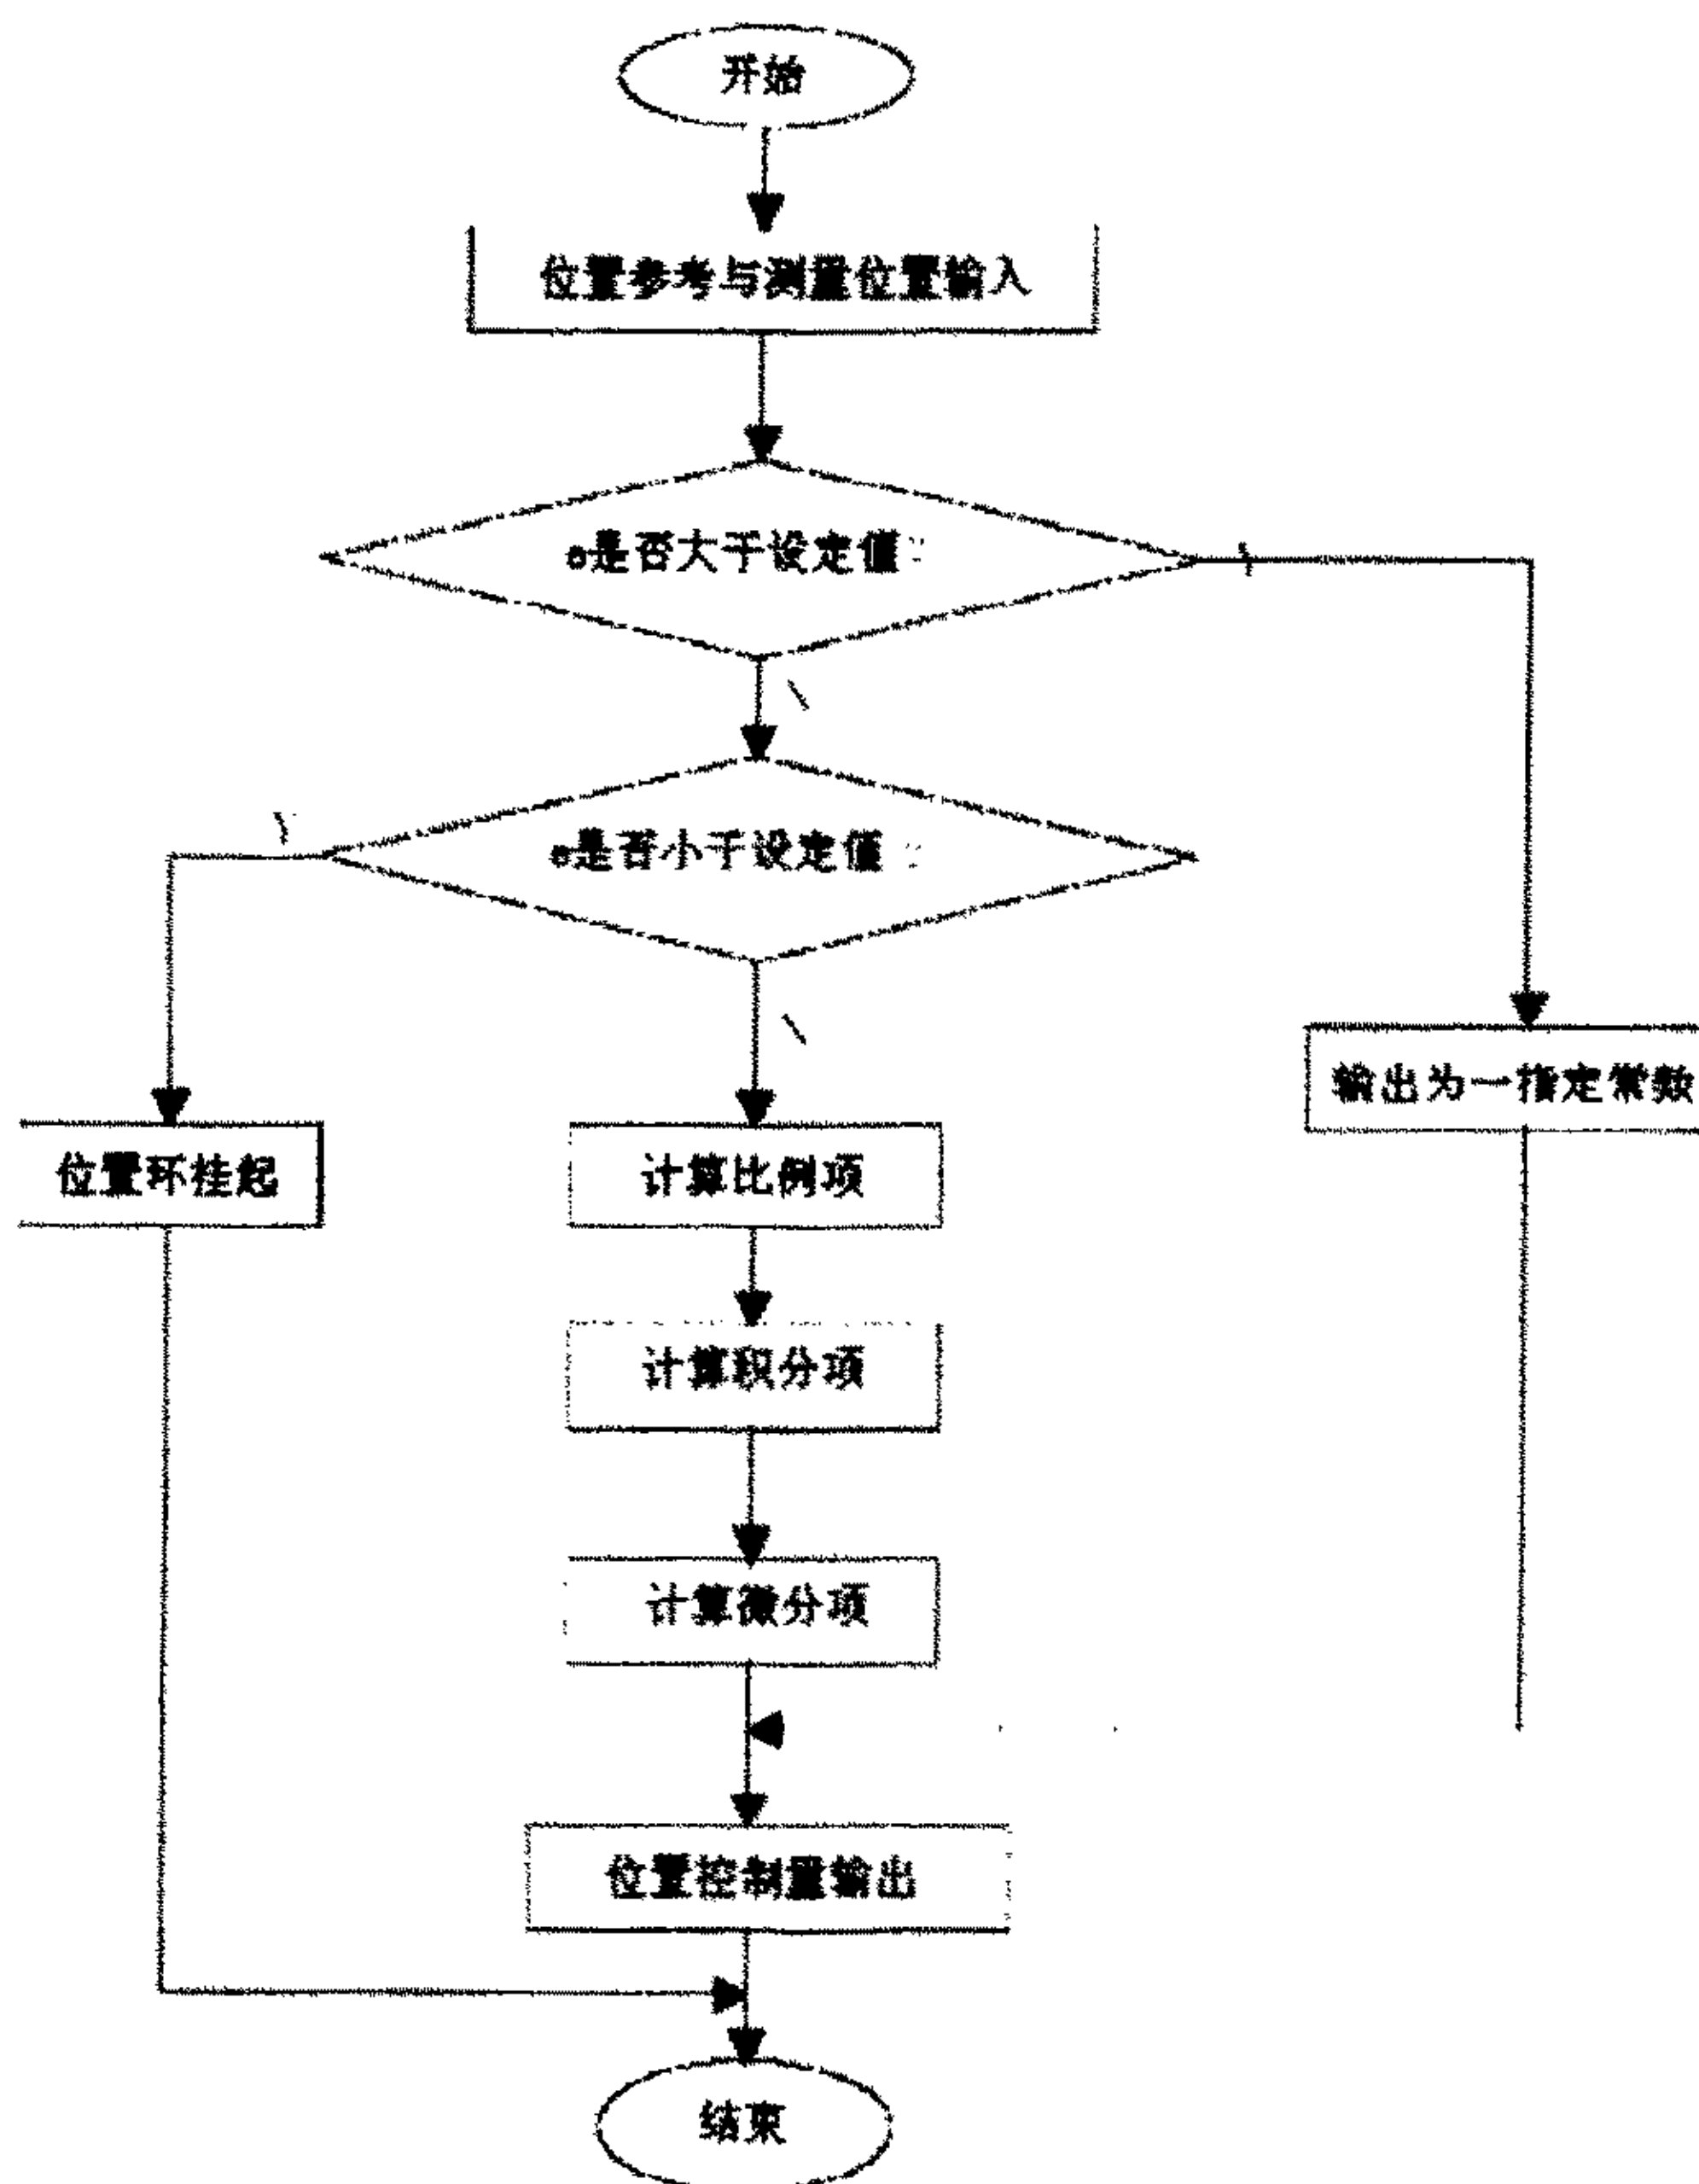 开始
位置参考与测量位置输入
e是否大于设定值
e是否小于设定值
输出为一指定常数
位置环挂起
计算比例项
计算积分项
计算微分项
位置控制量输出
结束